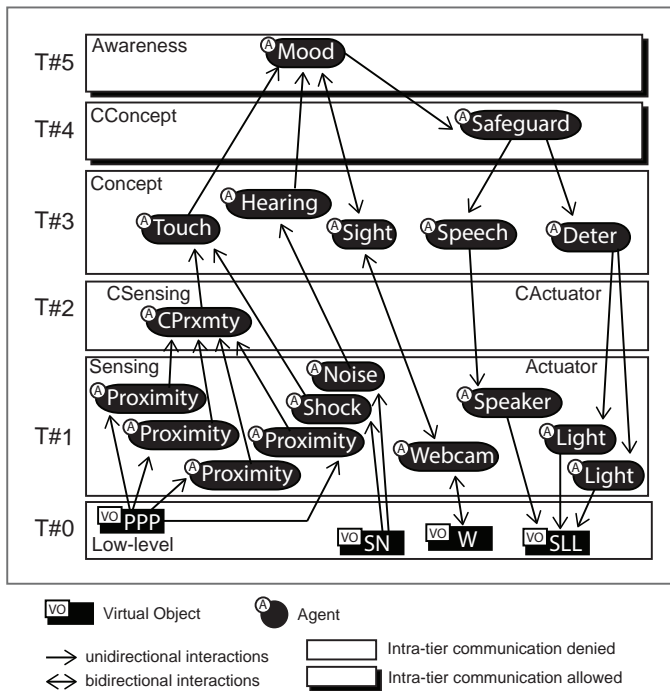 T#5
Awareness
A Mood
T#4
CConcept
A Safeguard
T#3
Concept
A Hearing
A Touch
A Sight
A Speech
A Deter
T#2
CSensing
CActuator
A CPrxmty
T#1
Sensing
Actuator
A Noise
A Proximity
A Shock
A Speaker
A Proximity
A Proximity
A Light
A Webcam
A Proximity
A Light
T#0
VO PPP
Low-level
VO SN
VO W
VO SLL
VO Virtual Object
A Agent
unidirectional interactions
Intra-tier communication denied
bidirectional interactions
Intra-tier communication allowed